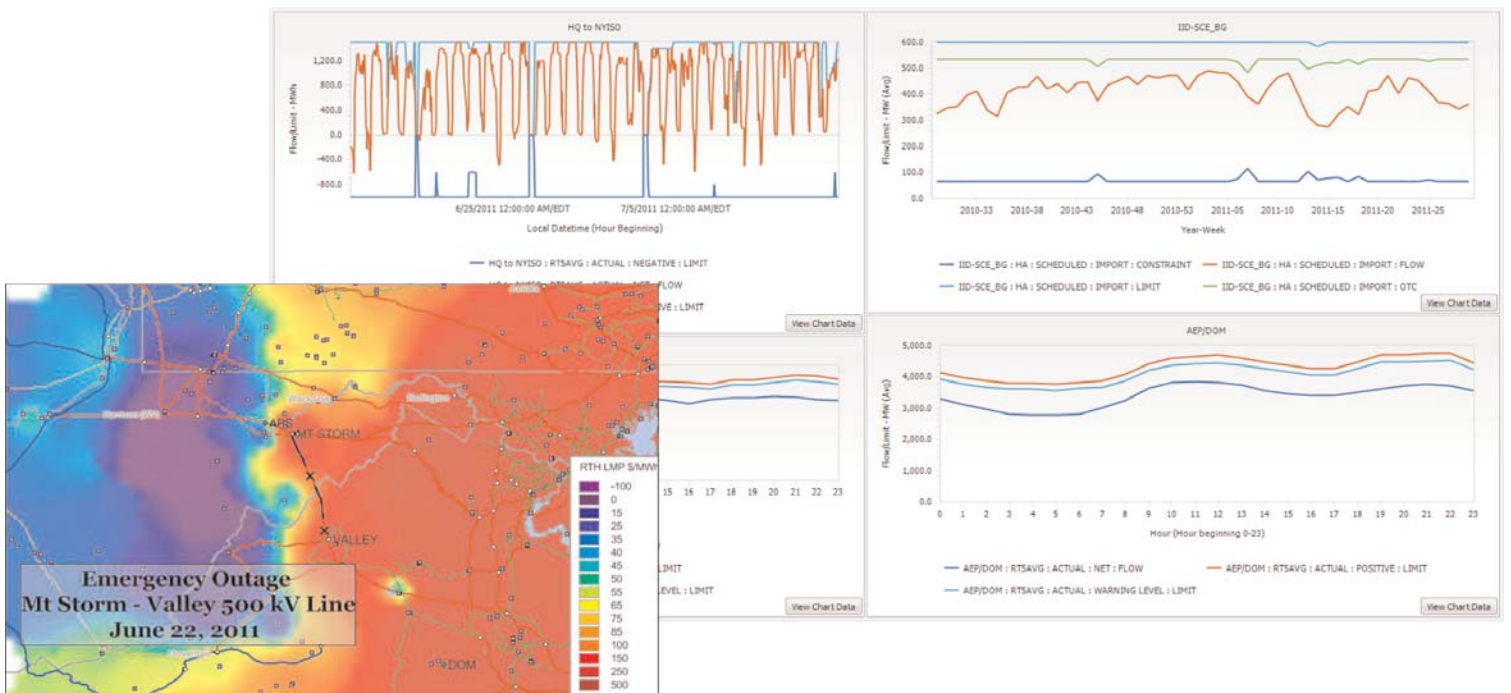 HQ to NYISO
Flow/Limit - MWh
1,200.0
800.0
400.0
0.0
-400.0
-800.0
6/25/2011 12:00:00 AM/EDT 7/5/2011 12:00:00 AM/EDT
Local Datetime (Hour Beginning)
HQ to NYISO : RTSAVG : ACTUAL : NEGATIVE : LIMIT
FLOW
IVE : LIMIT
View Chart Data
IID-SCE_BG
Flow/Limit - MW (Avg)
600.0
500.0
400.0
300.0
200.0
100.0
0.0
2010-33 2010-38 2010-43 2010-48 2010-53 2011-05 2011-10 2011-15 2011-20 2011-25
Year-Week
IID-SCE_BG : HA : SCHEDULED : IMPORT : CONSTRAINT IID-SCE_BG : HA : SCHEDULED : IMPORT : FLOW
IID-SCE_BG : HA : SCHEDULED : IMPORT : LIMIT IID-SCE_BG : HA : SCHEDULED : IMPORT : OTC
View Chart Data
15 16 17 18 19 20 21 22 23
LIMIT
LEVEL : LIMIT
View Chart Data
AEP/DOM
Flow/Limit - MW (Avg)
5,000.0
4,000.0
3,000.0
2,000.0
1,000.0
0.0
0 1 2 3 4 5 6 7 8 9 10 11 12 13 14 15 16 17 18 19 20 21 22 23
Hour (Hour beginning 0-23)
AEP/DOM : RTSAVG : ACTUAL : NET : FLOW AEP/DOM : RTSAVG : ACTUAL : POSITIVE : LIMIT
AEP/DOM : RTSAVG : ACTUAL : WARNING LEVEL : LIMIT
View Chart Data
APS
MT STORM
VALLEY
DOM
Emergency Outage
Mt Storm - Valley 500 kV Line
June 22, 2011
RTH LMP $/MWh
-100
0
15
25
35
40
45
50
55
65
75
85
100
150
250
500